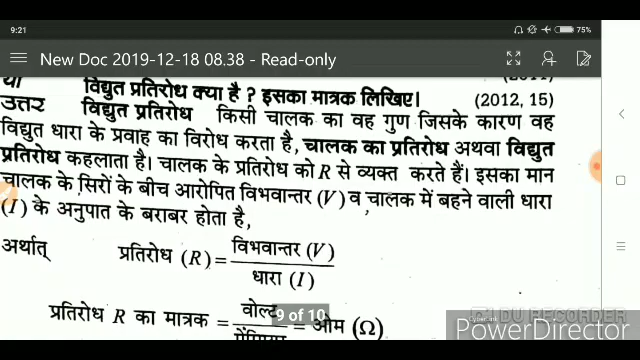 9:21
75%
New Doc 2019-12-18 08.38 - Read-only
या विद्युत प्रतिरोध क्या है ? इसका मात्रक लिखिए। (2012, 15)
उत्तर विद्युत प्रतिरोध किसी चालक का वह गुण जिसके कारण वह
विद्युत धारा के प्रवाह का विरोध करता है, चालक का प्रतिरोध अथवा विद्युत
प्रतिरोध कहलाता है। चालक के प्रतिरोध को R से व्यक्त करते हैं। इसका मान
चालक के सिरों के बीच आरोपित विभवान्तर (V) व चालक में बहने वाली धारा
(I) के अनुपात के बराबर होता है,
अर्थात् प्रतिरोध (R) = विभवान्तर (V)
धारा (I)
प्रतिरोध R का मात्रक = वोल्ट = ओम (Ω)
9 of 10
DU RECORDER
PowerDirector